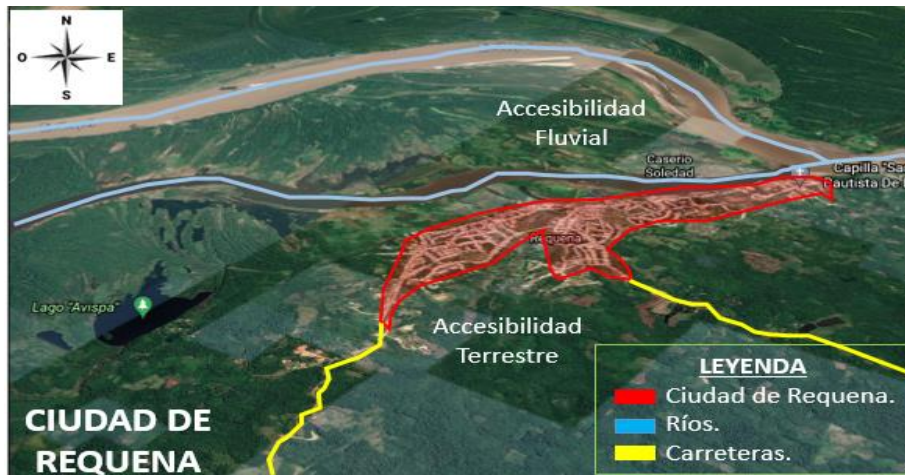 N
O
E
S
Accesibilidad
Fluvial
Caserio
Soledad
Capilla "Sa
Bautista De
Requena
Lago "Avispa"
Accesibilidad
Terrestre
CIUDAD DE
REQUENA
LEYENDA
Ciudad de Requena.
Ríos.
Carreteras.